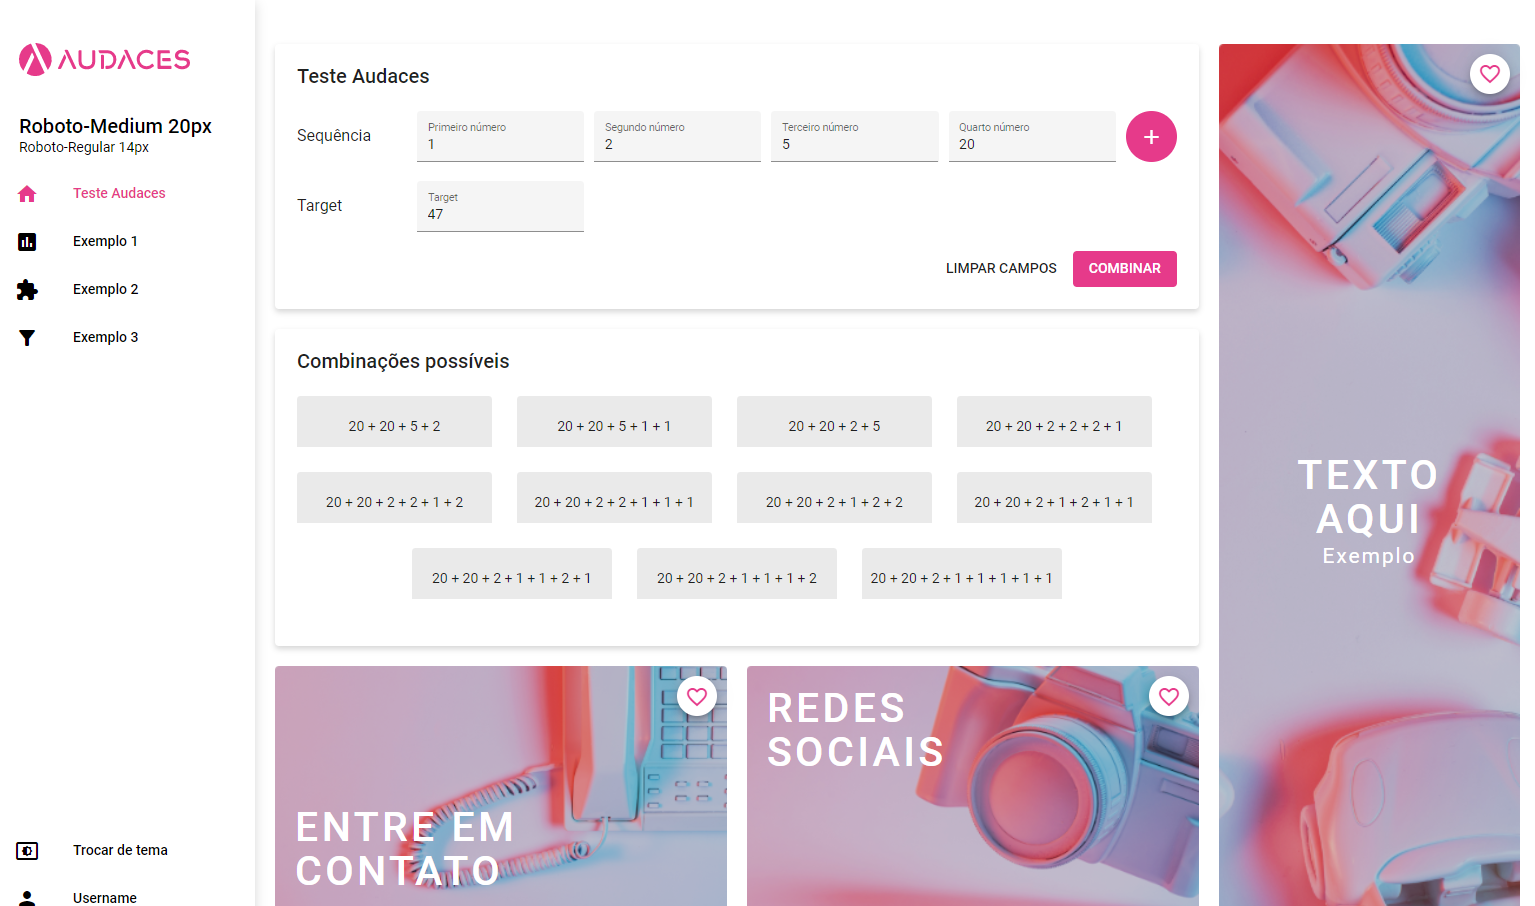 AUDACES
Roboto-Medium 20px
Roboto-Regular 14px
Teste Audaces
Exemplo 1
Exemplo 2
Exemplo 3
Trocar de tema
Username
Teste Audaces
Sequência
Primeiro número
1
Segundo número
2
Terceiro número
5
Quarto número
20
+
Target
Target
47
LIMPAR CAMPOS
COMBINAR
Combinações possíveis
20 + 20 + 5 + 2
20 + 20 + 5 + 1 + 1
20 + 20 + 2 + 5
20 + 20 + 2 + 2 + 2 + 1
20 + 20 + 2 + 2 + 1 + 2
20 + 20 + 2 + 2 + 1 + 1 + 1
20 + 20 + 2 + 1 + 2 + 2
20 + 20 + 2 + 1 + 2 + 1 + 1
20 + 20 + 2 + 1 + 1 + 2 + 1
20 + 20 + 2 + 1 + 1 + 1 + 2
20 + 20 + 2 + 1 + 1 + 1 + 1 + 1
ENTRE EM
CONTATO
REDES
SOCIAIS
TEXTO
AQUI
Exemplo